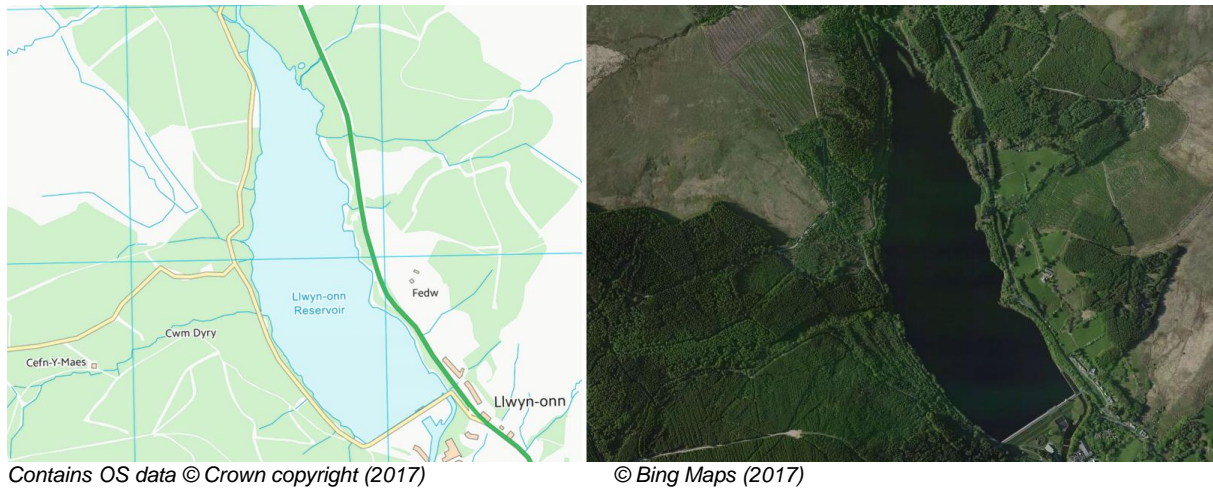 Llwyn-onn
Reservoir
Fedw
Cwm Dyry
Cefn-Y-Maes
Llwyn-onn
Contains OS data © Crown copyright (2017)
© Bing Maps (2017)